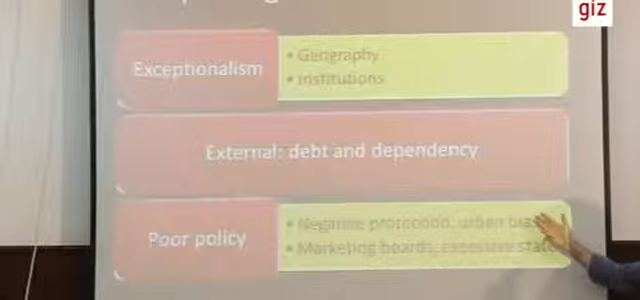 giz
Exceptionalism
• Geography
• Institutions
External: debt and dependency
Poor policy
• Negative protection, urban bias
• Marketing boards, excessive state